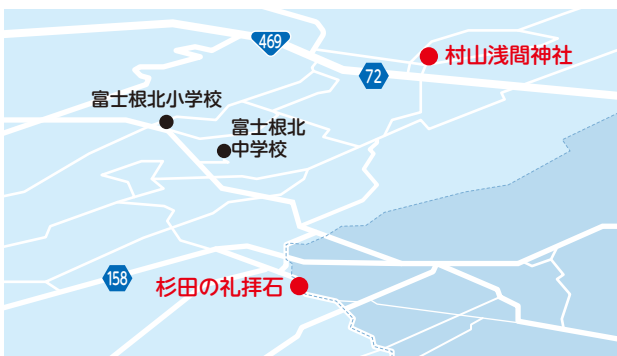 469
村山浅間神社
72
富士根北小学校
富士根北
中学校
158
杉田の礼拝石